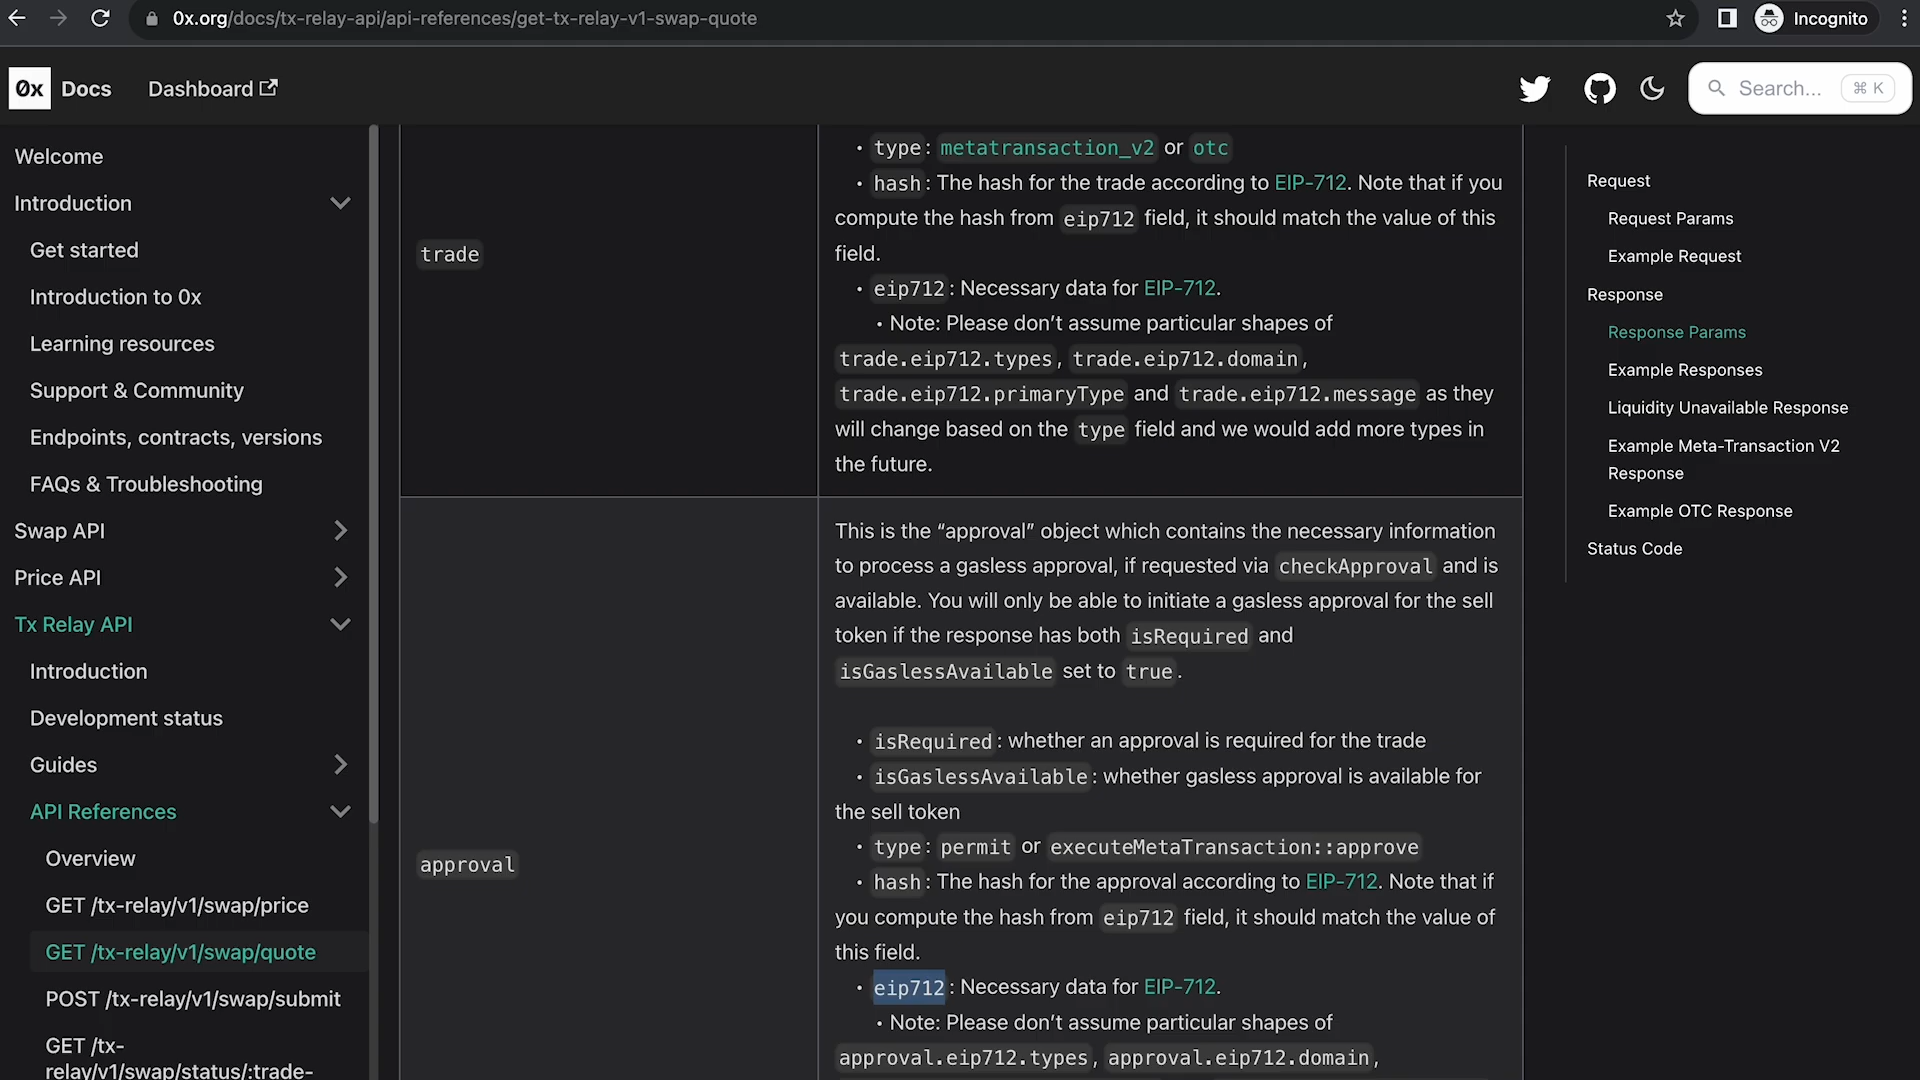 0x.org/docs/tx-relay-api/api-references/get-tx-relay-v1-swap-quote
Incognito
0x Docs
Dashboard
Search...
⌘ K
Welcome
Introduction
Get started
Introduction to 0x
Learning resources
Support & Community
Endpoints, contracts, versions
FAQs & Troubleshooting
Swap API
Price API
Tx Relay API
Introduction
Development status
Guides
API References
Overview
GET /tx-relay/v1/swap/price
GET /tx-relay/v1/swap/quote
POST /tx-relay/v1/swap/submit
GET /tx-
relay/v1/swap/status/:trade-
trade
• type: metatransaction_v2 or otc
• hash: The hash for the trade according to EIP-712. Note that if you
compute the hash from eip712 field, it should match the value of this
field.
• eip712: Necessary data for EIP-712.
• Note: Please don’t assume particular shapes of
trade.eip712.types, trade.eip712.domain,
trade.eip712.primaryType and trade.eip712.message as they
will change based on the type field and we would add more types in
the future.
approval
This is the “approval” object which contains the necessary information
to process a gasless approval, if requested via checkApproval and is
available. You will only be able to initiate a gasless approval for the sell
token if the response has both isRequired and
isGaslessAvailable set to true.
• isRequired: whether an approval is required for the trade
• isGaslessAvailable: whether gasless approval is available for
the sell token
• type: permit or executeMetaTransaction::approve
• hash: The hash for the approval according to EIP-712. Note that if
you compute the hash from eip712 field, it should match the value of
this field.
• eip712: Necessary data for EIP-712.
• Note: Please don’t assume particular shapes of
approval.eip712.types, approval.eip712.domain,
Request
Request Params
Example Request
Response
Response Params
Example Responses
Liquidity Unavailable Response
Example Meta-Transaction V2
Response
Example OTC Response
Status Code